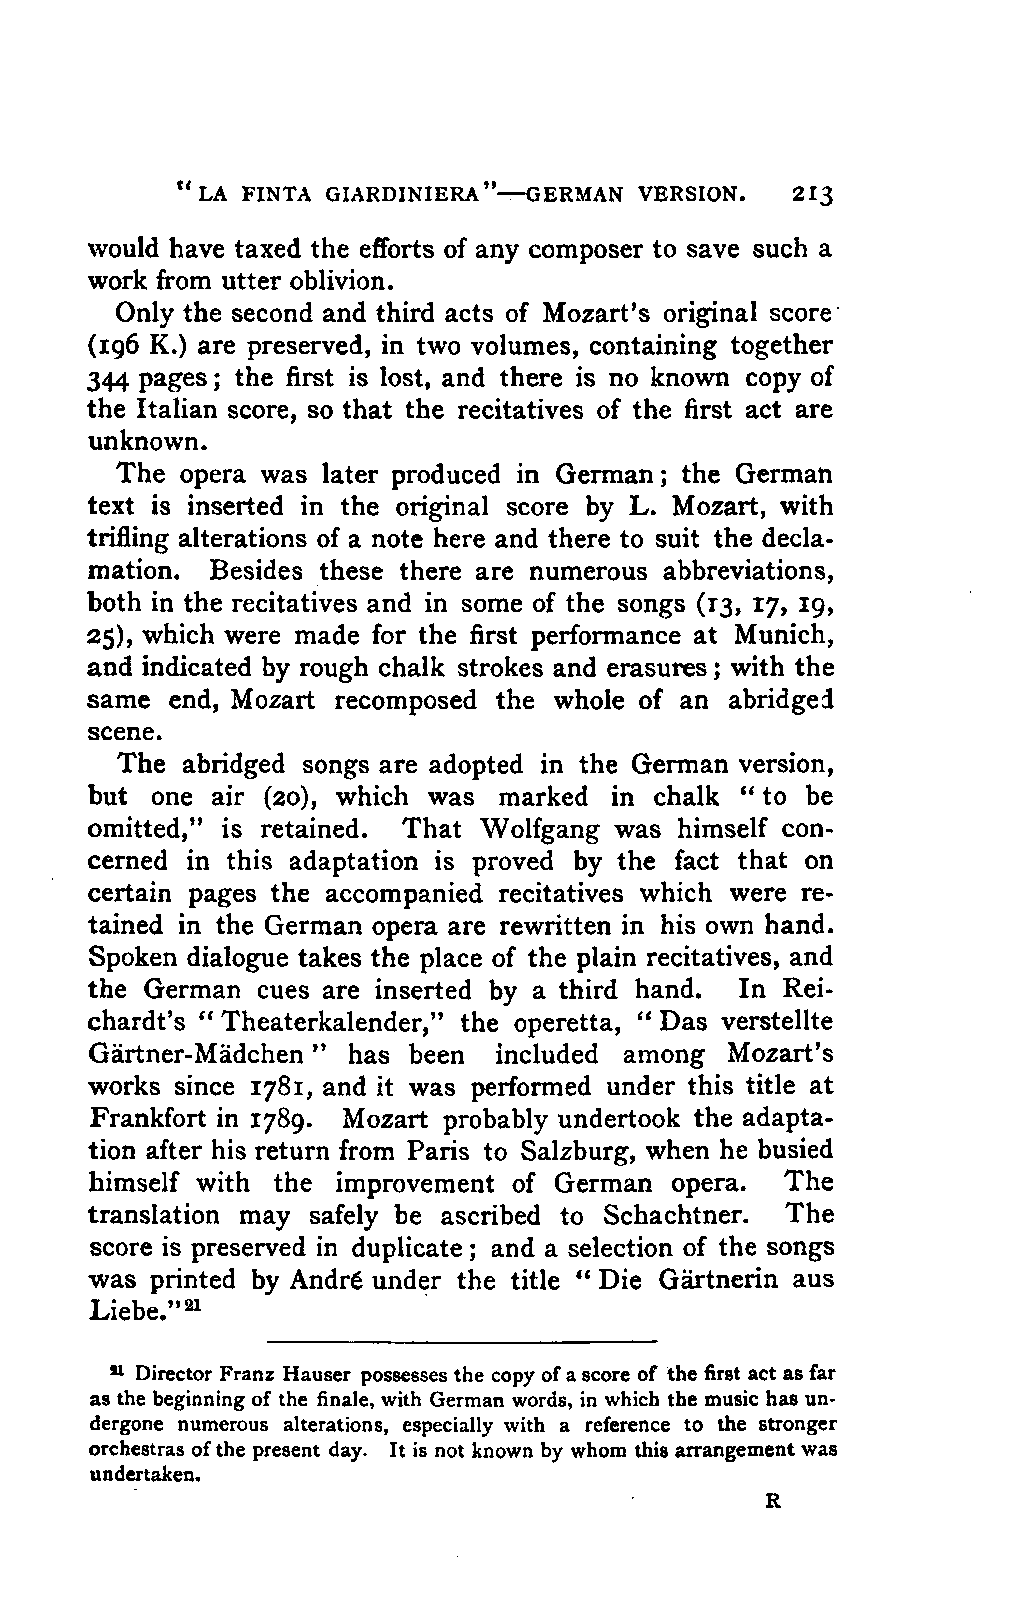 "LA FINTA GIARDINIERA"—GERMAN VERSION. 213
would have taxed the efforts of any composer to save such a
work from utter oblivion.
Only the second and third acts of Mozart's original score
(196 K.) are preserved, in two volumes, containing together
344 pages; the first is lost, and there is no known copy of
the Italian score, so that the recitatives of the first act are
unknown.
The opera was later produced in German; the German
text is inserted in the original score by L. Mozart, with
trifling alterations of a note here and there to suit the decla-
mation. Besides these there are numerous abbreviations,
both in the recitatives and in some of the songs (13, 17, 19,
25), which were made for the first performance at Munich,
and indicated by rough chalk strokes and erasures; with the
same end, Mozart recomposed the whole of an abridged
scene.
The abridged songs are adopted in the German version,
but one air (20), which was marked in chalk "to be
omitted," is retained. That Wolfgang was himself con-
cerned in this adaptation is proved by the fact that on
certain pages the accompanied recitatives which were re-
tained in the German opera are rewritten in his own hand.
Spoken dialogue takes the place of the plain recitatives, and
the German cues are inserted by a third hand. In Rei-
chardt's "Theaterkalender," the operetta, "Das verstellte
Gärtner-Mädchen" has been included among Mozart's
works since 1781, and it was performed under this title at
Frankfort in 1789. Mozart probably undertook the adapta-
tion after his return from Paris to Salzburg, when he busied
himself with the improvement of German opera. The
translation may safely be ascribed to Schachtner. The
score is preserved in duplicate; and a selection of the songs
was printed by André under the title "Die Gärtnerin aus
Liebe."21
21 Director Franz Hauser possesses the copy of a score of the first act as far
as the beginning of the finale, with German words, in which the music has un-
dergone numerous alterations, especially with a reference to the stronger
orchestras of the present day. It is not known by whom this arrangement was
undertaken.
R